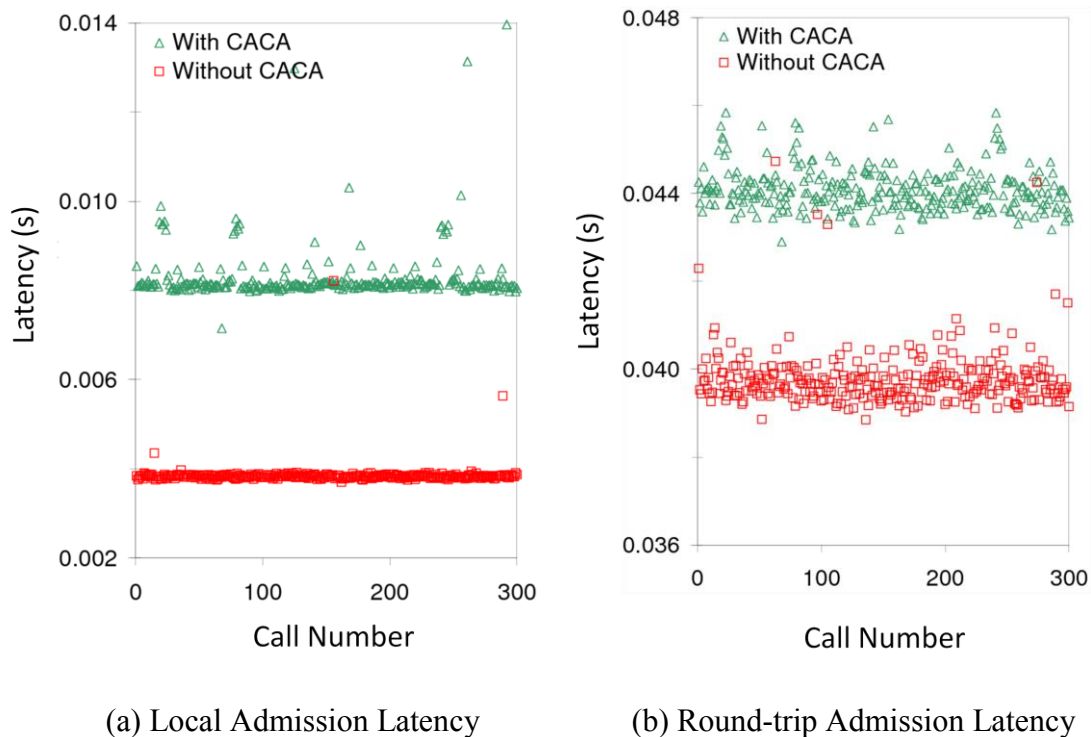 0.014
With CACA
Without CACA
0.010
0.006
0.002
Latency (s)
0
100
200
300
Call Number
(a) Local Admission Latency
0.048
With CACA
Without CACA
0.044
0.040
0.036
Latency (s)
0
100
200
300
Call Number
(b) Round-trip Admission Latency